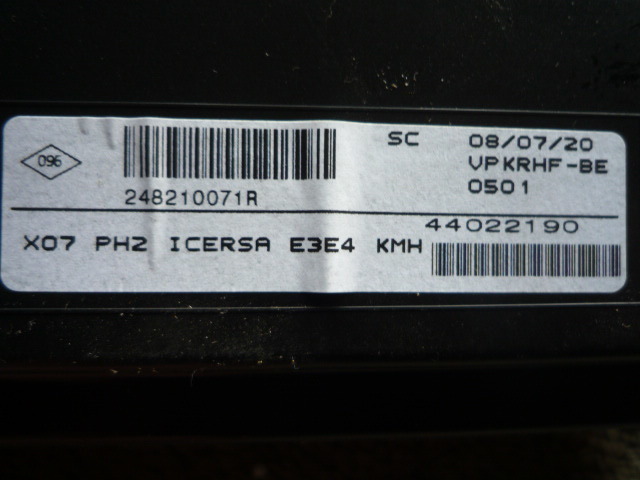 096
248210071R
SC
08/07/20
VPKRHF-BE
0501
44022190
X07 PH2 ICERSA E3E4 KMH